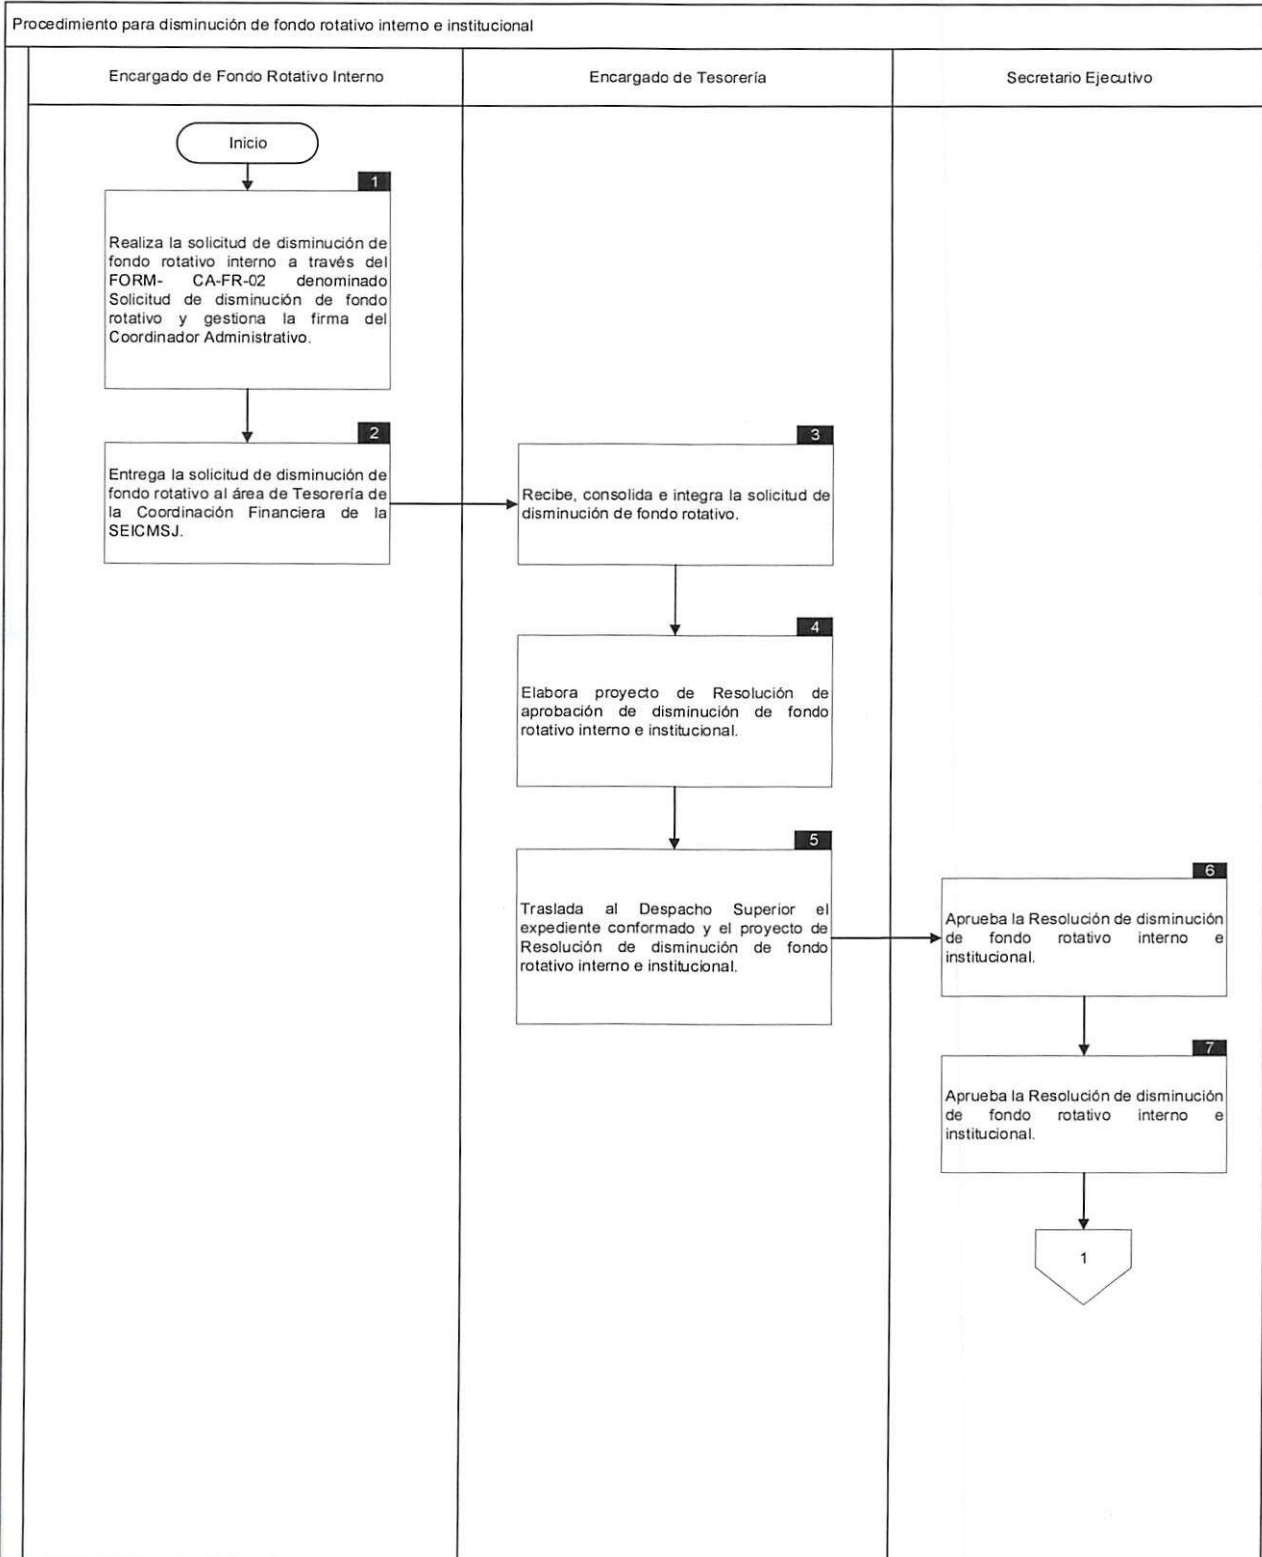 Procedimiento para disminución de fondo rotativo interno e institucional
Encargado de Fondo Rotativo Interno
Encargado de Tesorería
Secretario Ejecutivo
Inicio
1
Realiza la solicitud de disminución de
fondo rotativo interno a través del
FORM- CA-FR-02 denominado
Solicitud de disminución de fondo
rotativo y gestiona la firma del
Coordinador Administrativo.
2
Entrega la solicitud de disminución de
fondo rotativo al área de Tesorería de
la Coordinación Financiera de la
SEICMSJ.
3
Recibe, consolida e integra la solicitud de
disminución de fondo rotativo.
4
Elabora proyecto de Resolución de
aprobación de disminución de fondo
rotativo interno e institucional.
5
Traslada al Despacho Superior el
expediente conformado y el proyecto de
Resolución de disminución de fondo
rotativo interno e institucional.
6
Aprueba la Resolución de disminución
de fondo rotativo interno e
institucional.
7
Aprueba la Resolución de disminución
de fondo rotativo interno e
institucional.
1